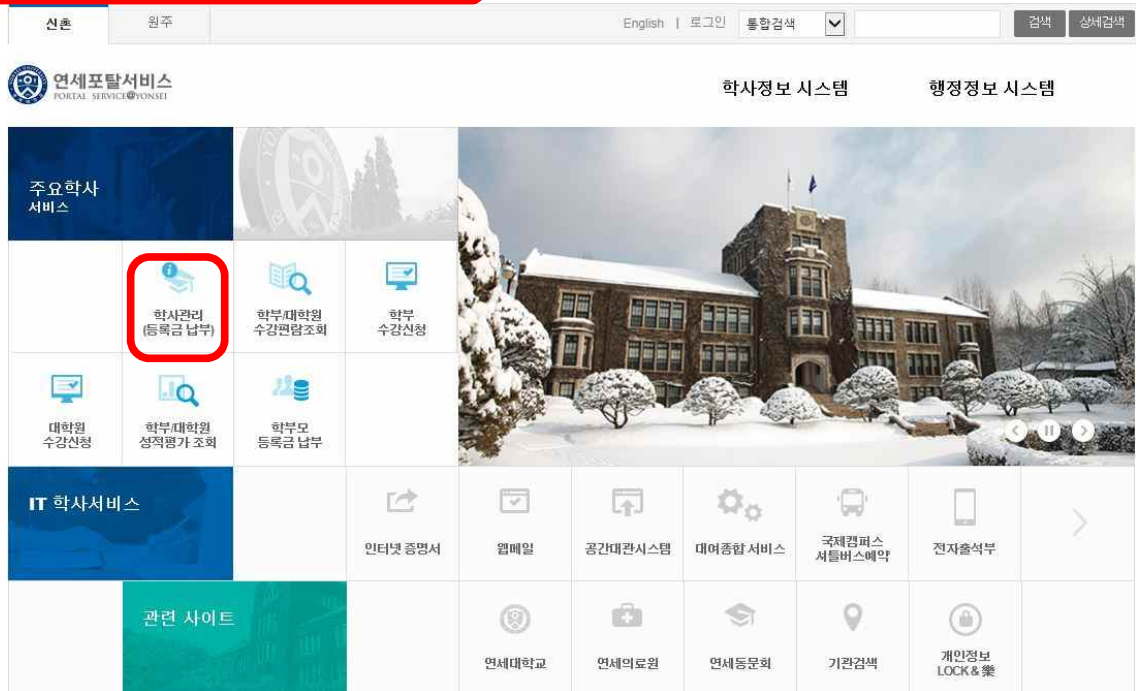 신촌
원주
English | 로그인 통합검색 검색 상세검색
연세포탈서비스
PORTAL SERVICE@YONSEI
학사정보 시스템
행정정보 시스템
주요학사
서비스
학사관리
(등록금 납부)
학부/대학원
수강편람조회
학부
수강신청
대학원
수강신청
학부/대학원
성적평가 조회
학부모
등록금 납부
IT 학사서비스
인터넷 증명서
웹메일
공간대관시스템
대여종합 서비스
국제캠퍼스
셔틀버스예약
전자출석부
관련 사이트
연세대학교
연세의료원
연세동문회
기관검색
개인정보
LOCK & 樂